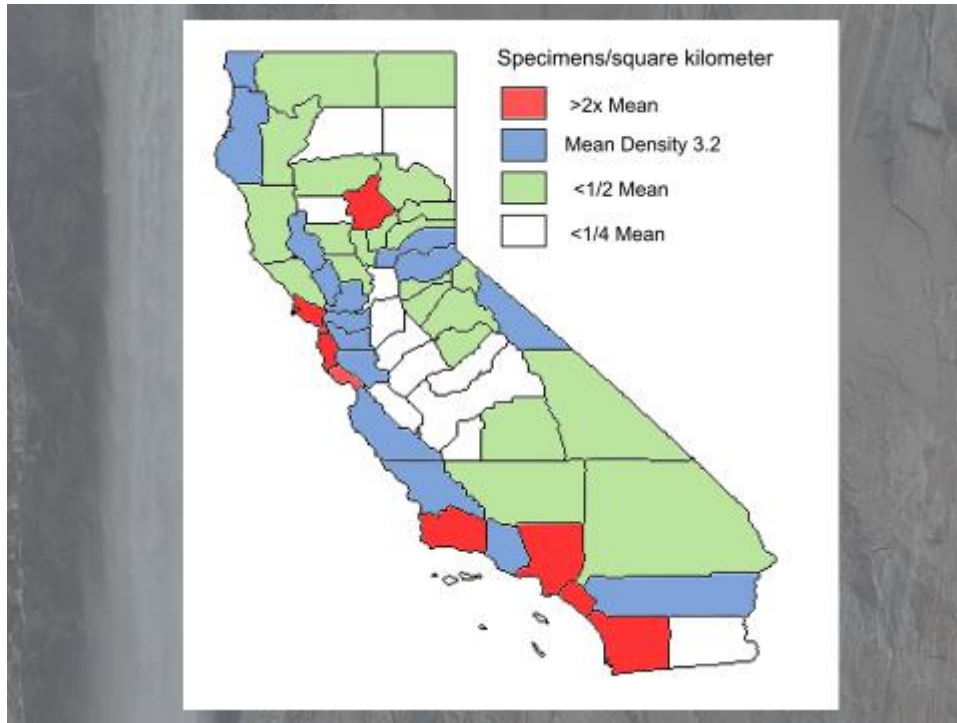 Specimens/square kilometer
>2x Mean
Mean Density 3.2
<1/2 Mean
<1/4 Mean